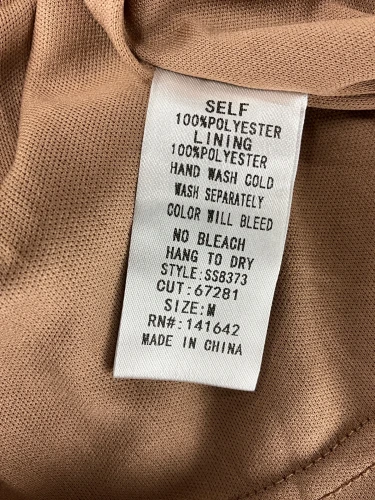 SELF
100%POLYESTER
LINING
100%POLYESTER
HAND WASH COLD
WASH SEPARATELY
COLOR WILL BLEED
NO BLEACH
HANG TO DRY
STYLE:SS8373
CUT:67281
SIZE:M
RN#:141642
MADE IN CHINA